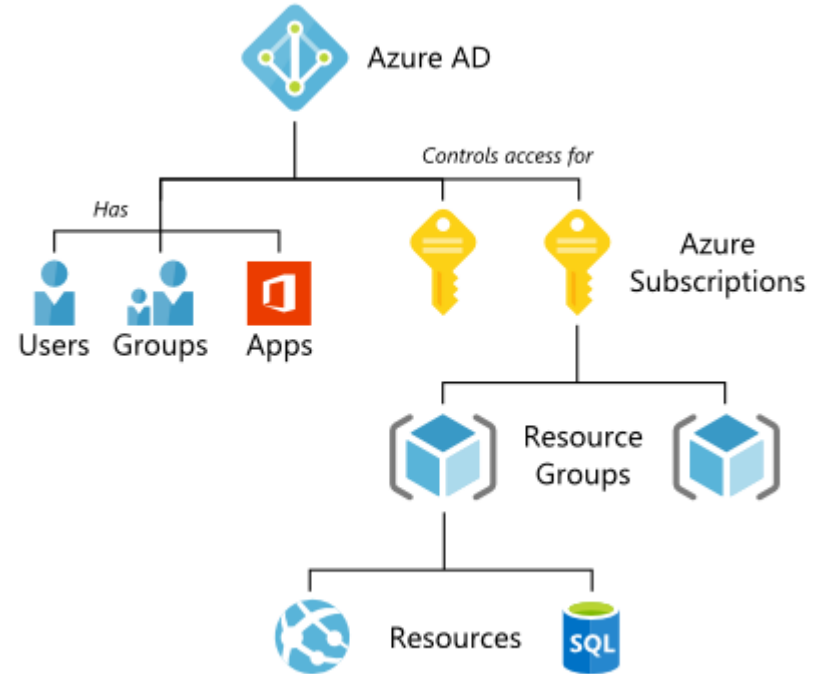 Azure AD
Controls access for
Has
Azure
Subscriptions
Users Groups Apps
Resource
Groups
Resources
SQL